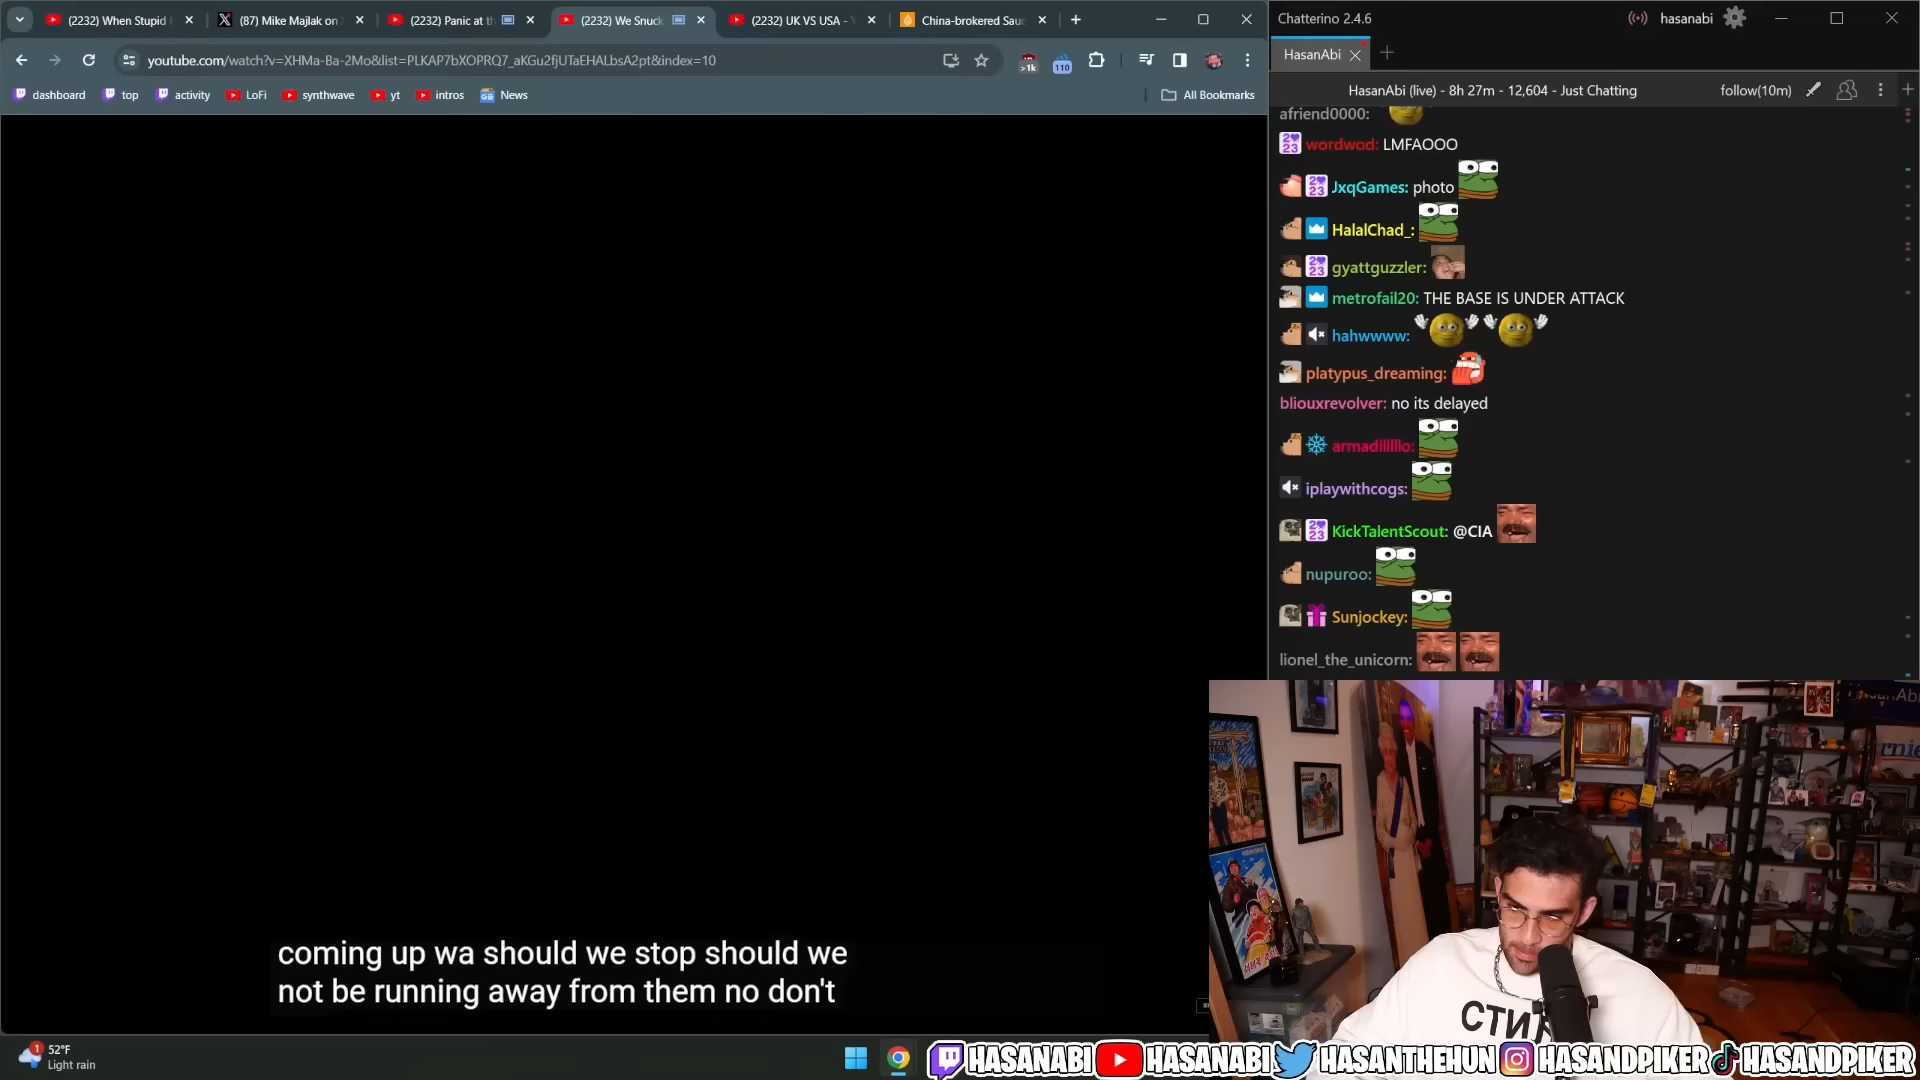 (2232) When Stupid
(87) Mike Majlak on
(2232) Panic at th
(2232) We Snuck
(2232) UK VS USA -
China-brokered Sau
youtube.com/watch?v=XHMa-Ba-2Mo&list=PLKAP7bXOPRQ7_aKGu2fjUTaEHALbsA2pt&index=10
>1k
110
dashboard
top
activity
LoFi
synthwave
yt
intros
News
All Bookmarks
coming up wa should we stop should we
not be running away from them no don't
Chatterino 2.4.6
hasanabi
HasanAbi
HasanAbi (live) - 8h 27m - 12,604 - Just Chatting
follow(10m)
afriend0000:
wordwod: LMFAOOO
JxqGames: photo
HalalChad_:
gyattguzzler:
metrofail20: THE BASE IS UNDER ATTACK
hahwwww:
platypus_dreaming:
bliouxrevolver: no its delayed
armadilllllo:
iplaywithcogs:
KickTalentScout: @CIA
nupuroo:
Sunjockey:
lionel_the_unicorn:
1
52°F
Light rain
HASANABI
HASANABI
HASANTHEHUN
HASANDPIKER
HASANDPIKER